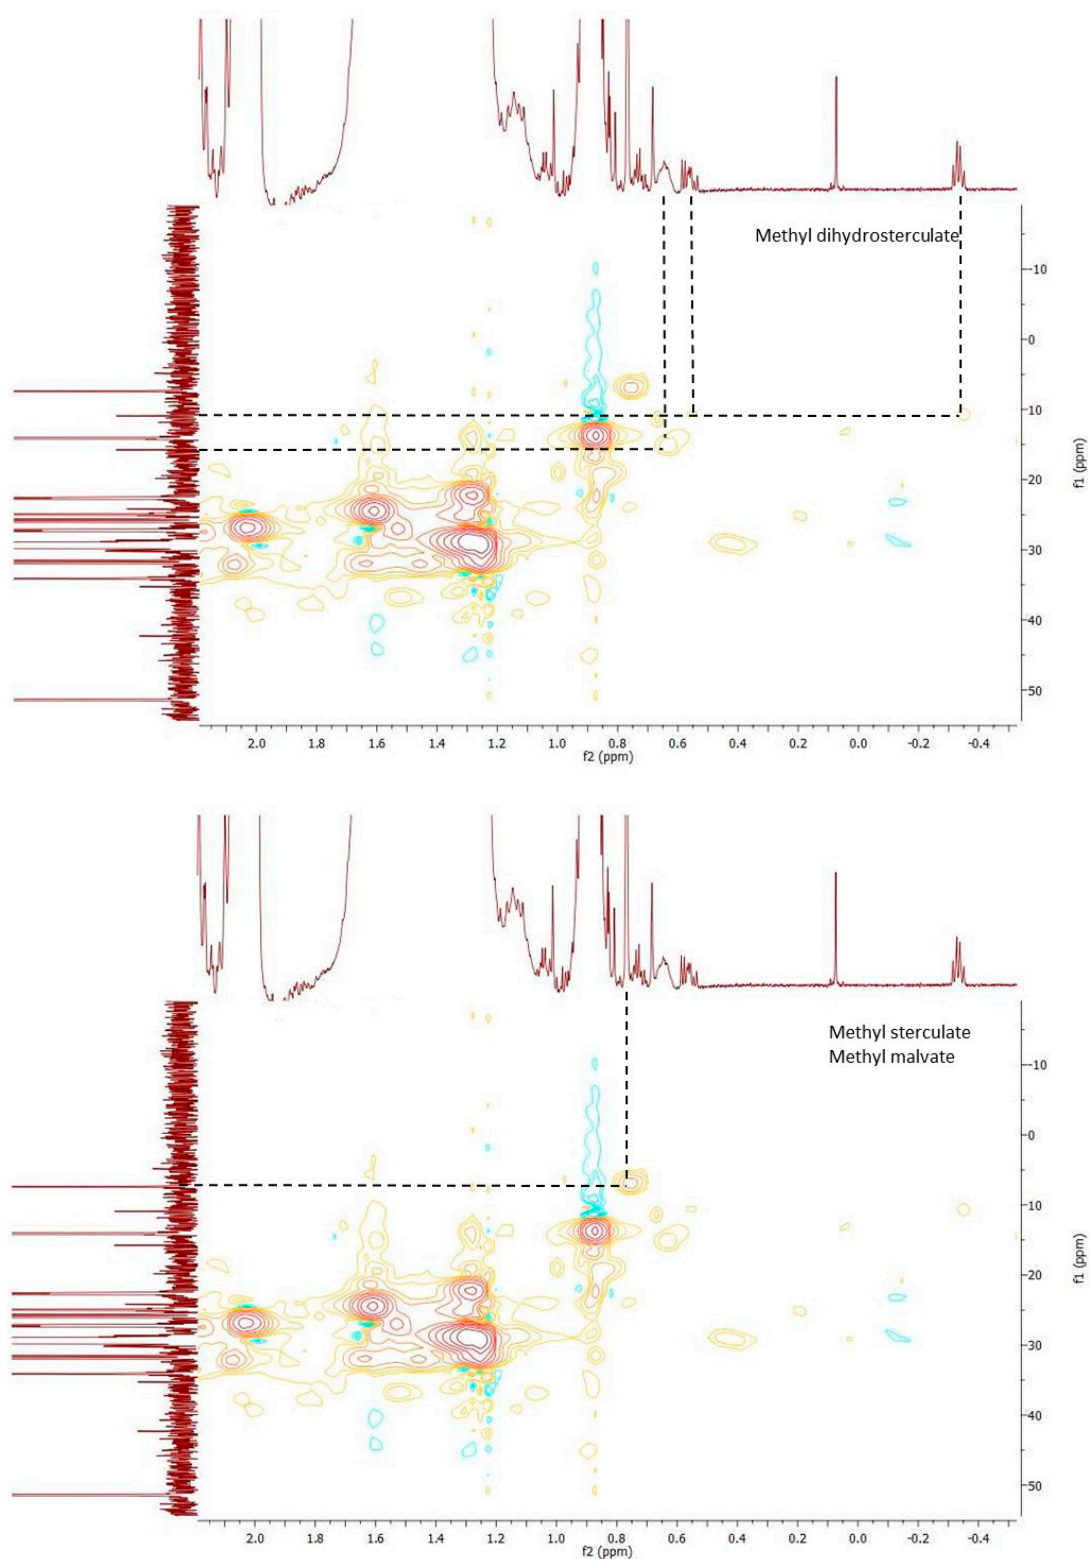 Methyl dihydrosterculate
-10
0
10
20
30
40
50
f1 (ppm)
2.0 1.8 1.6 1.4 1.2 1.0 0.8 0.6 0.4 0.2 0.0 -0.2 -0.4
f2 (ppm)
Methyl sterculate
Methyl malvate
-10
0
10
20
30
40
50
f1 (ppm)
2.0 1.8 1.6 1.4 1.2 1.0 0.8 0.6 0.4 0.2 0.0 -0.2 -0.4
f2 (ppm)